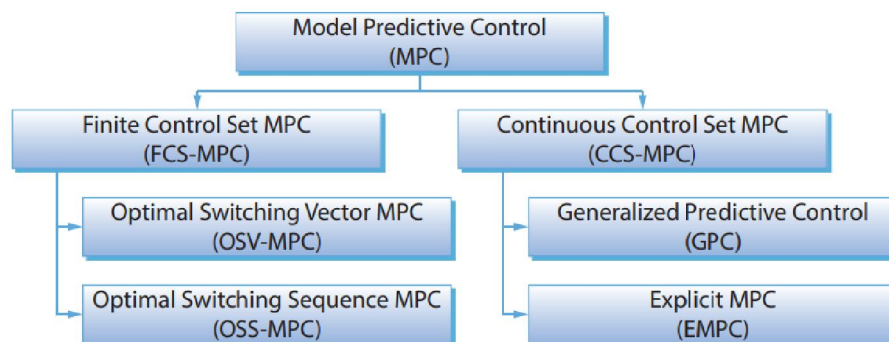 Model Predictive Control
(MPC)
Finite Control Set MPC
(FCS-MPC)
Continuous Control Set MPC
(CCS-MPC)
Optimal Switching Vector MPC
(OSV-MPC)
Generalized Predictive Control
(GPC)
Optimal Switching Sequence MPC
(OSS-MPC)
Explicit MPC
(EMPC)